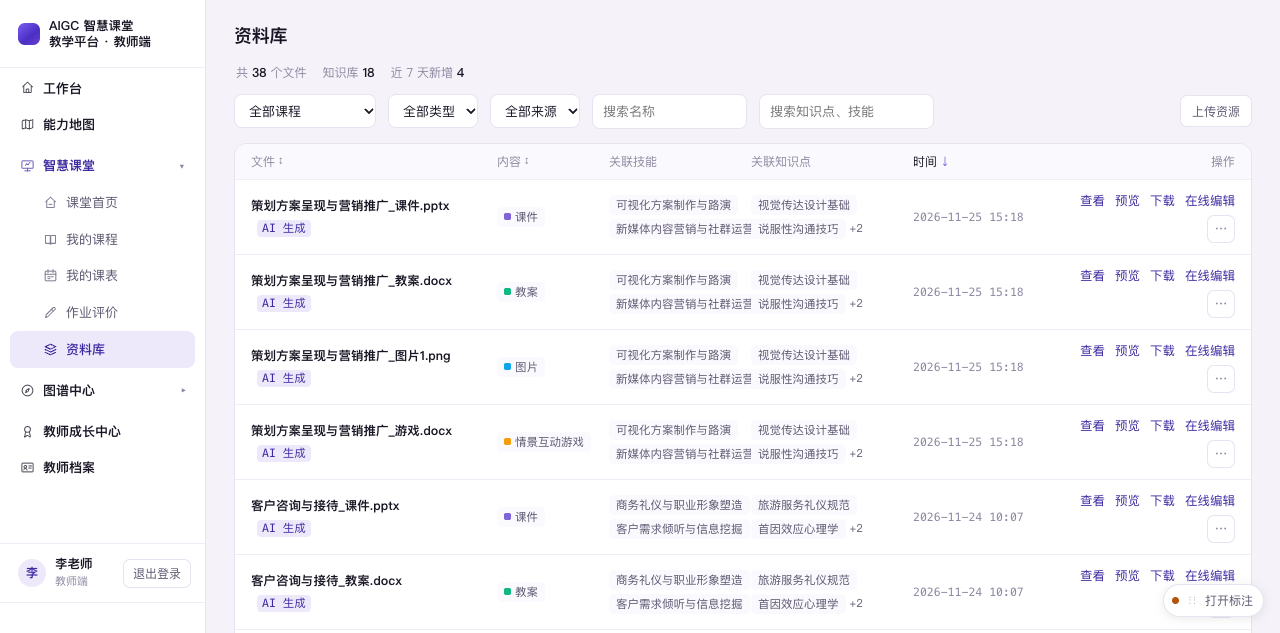 AIGC 智慧课堂
教学平台 · 教师端
工作台
能力地图
智慧课堂
课堂首页
我的课程
我的课表
作业评价
资料库
图谱中心
教师成长中心
教师档案
李
李老师
教师端
退出登录
资料库
共 38 个文件 知识库 18 近 7 天新增 4
全部课程 全部类型 全部来源 搜索名称 搜索知识点、技能 上传资源
文件 内容 关联技能 关联知识点 时间 ↓ 操作
策划方案呈现与营销推广_课件.pptx
AI 生成
课件
可视化方案制作与路演
新媒体内容营销与社群运营
视觉传达设计基础
说服性沟通技巧 +2
2026-11-25 15:18
查看 预览 下载 在线编辑
···
策划方案呈现与营销推广_教案.docx
AI 生成
教案
可视化方案制作与路演
新媒体内容营销与社群运营
视觉传达设计基础
说服性沟通技巧 +2
2026-11-25 15:18
查看 预览 下载 在线编辑
···
策划方案呈现与营销推广_图片1.png
AI 生成
图片
可视化方案制作与路演
新媒体内容营销与社群运营
视觉传达设计基础
说服性沟通技巧 +2
2026-11-25 15:18
查看 预览 下载 在线编辑
···
策划方案呈现与营销推广_游戏.docx
AI 生成
情景互动游戏
可视化方案制作与路演
新媒体内容营销与社群运营
视觉传达设计基础
说服性沟通技巧 +2
2026-11-25 15:18
查看 预览 下载 在线编辑
···
客户咨询与接待_课件.pptx
AI 生成
课件
商务礼仪与职业形象塑造
客户需求倾听与信息挖掘
旅游服务礼仪规范
首因效应心理学 +2
2026-11-24 10:07
查看 预览 下载 在线编辑
···
客户咨询与接待_教案.docx
AI 生成
教案
商务礼仪与职业形象塑造
客户需求倾听与信息挖掘
旅游服务礼仪规范
首因效应心理学 +2
2026-11-24 10:07
查看 预览 下载 在线编辑
打开标注